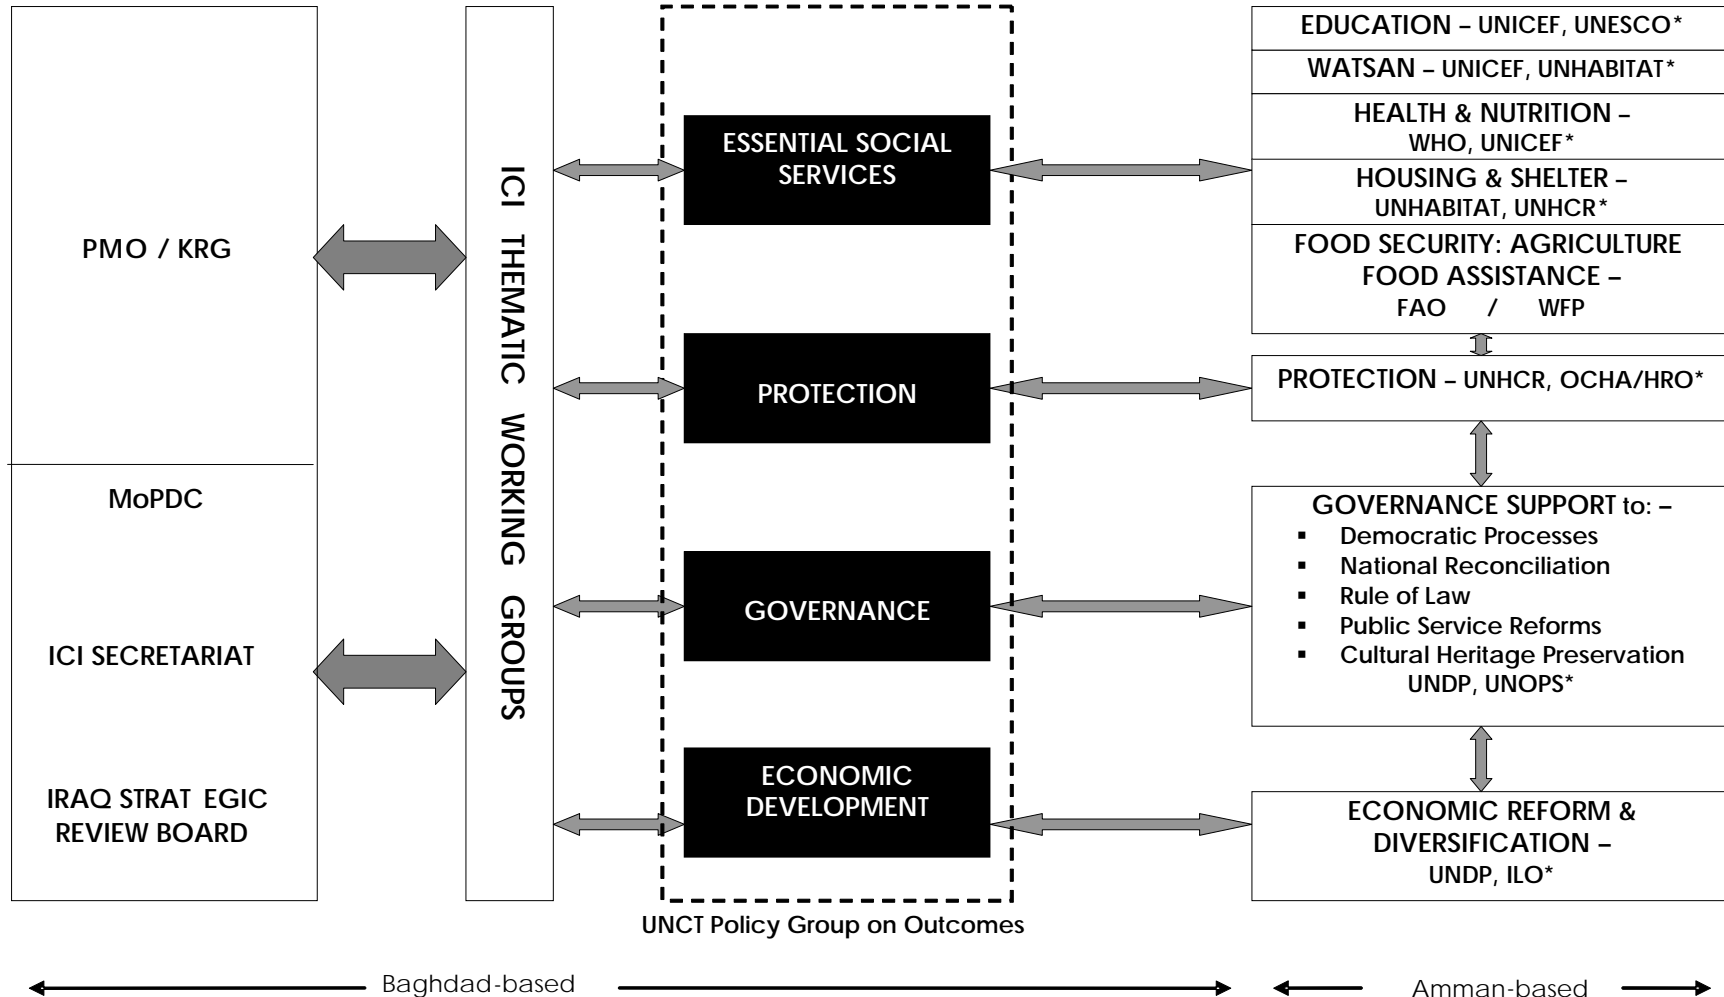 PMO / KRG
MoPDC
ICI SECRETARIAT
IRAQ STRAT EGIC
REVIEW BOARD
ICI THEMATIC WORKING GROUPS
ESSENTIAL SOCIAL
SERVICES
PROTECTION
GOVERNANCE
ECONOMIC
DEVELOPMENT
UNCT Policy Group on Outcomes
EDUCATION – UNICEF, UNESCO*
WATSAN – UNICEF, UNHABITAT*
HEALTH & NUTRITION –
WHO, UNICEF*
HOUSING & SHELTER –
UNHABITAT, UNHCR*
FOOD SECURITY: AGRICULTURE
FOOD ASSISTANCE –
FAO / WFP
PROTECTION – UNHCR, OCHA/HRO*
GOVERNANCE SUPPORT to: –
▪ Democratic Processes
▪ National Reconciliation
▪ Rule of Law
▪ Public Service Reforms
▪ Cultural Heritage Preservation
UNDP, UNOPS*
ECONOMIC REFORM &
DIVERSIFICATION –
UNDP, ILO*
Baghdad-based
Amman-based